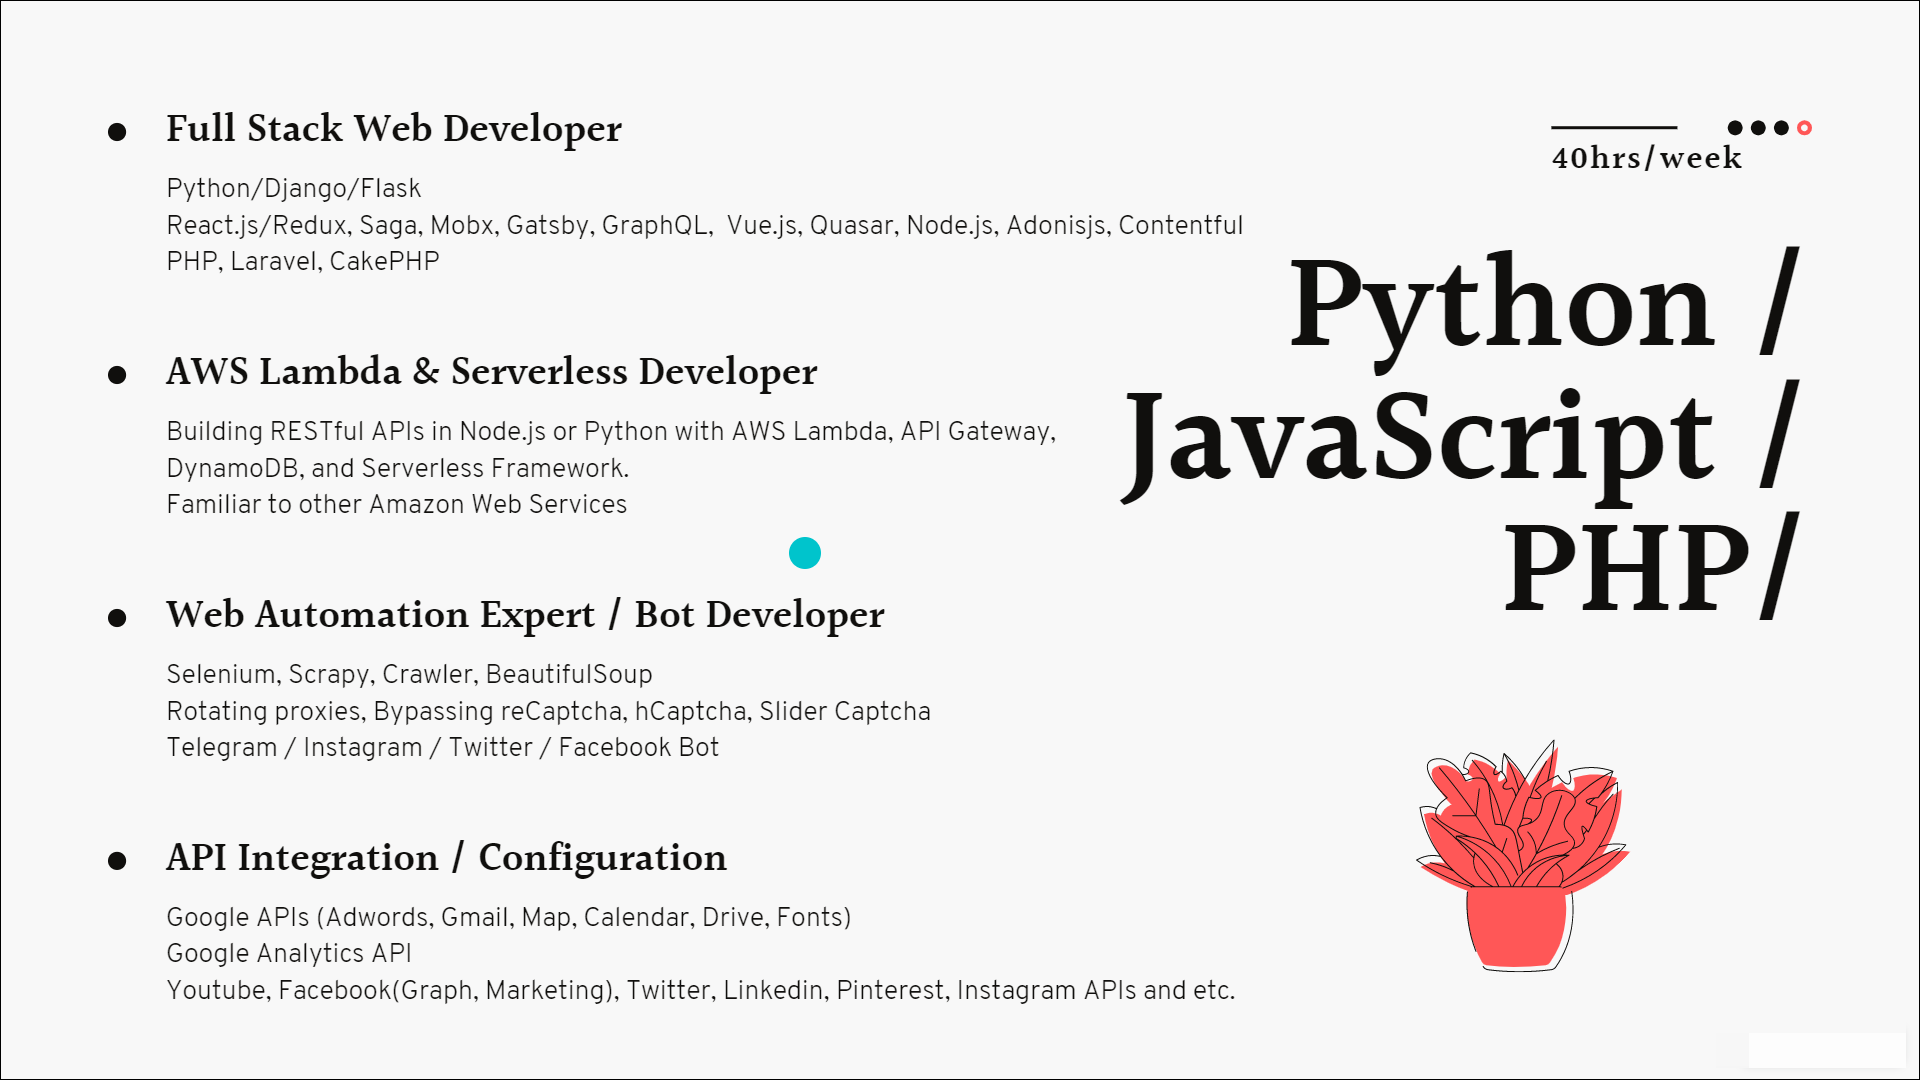 Full Stack Web Developer
Python/Django/Flask
React.js/Redux, Saga, Mobx, Gatsby, GraphQL,  Vue.js, Quasar, Node.js, Adonisjs, Contentful
PHP, Laravel, CakePHP
AWS Lambda & Serverless Developer
Building RESTful APIs in Node.js or Python with AWS Lambda, API Gateway,
DynamoDB, and Serverless Framework.
Familiar to other Amazon Web Services
Web Automation Expert / Bot Developer
Selenium, Scrapy, Crawler, BeautifulSoup
Rotating proxies, Bypassing reCaptcha, hCaptcha, Slider Captcha
Telegram / Instagram / Twitter / Facebook Bot
API Integration / Configuration
Google APIs (Adwords, Gmail, Map, Calendar, Drive, Fonts)
Google Analytics API
Youtube, Facebook(Graph, Marketing), Twitter, Linkedin, Pinterest, Instagram APIs and etc.
40hrs/week
Python /
JavaScript /
PHP/